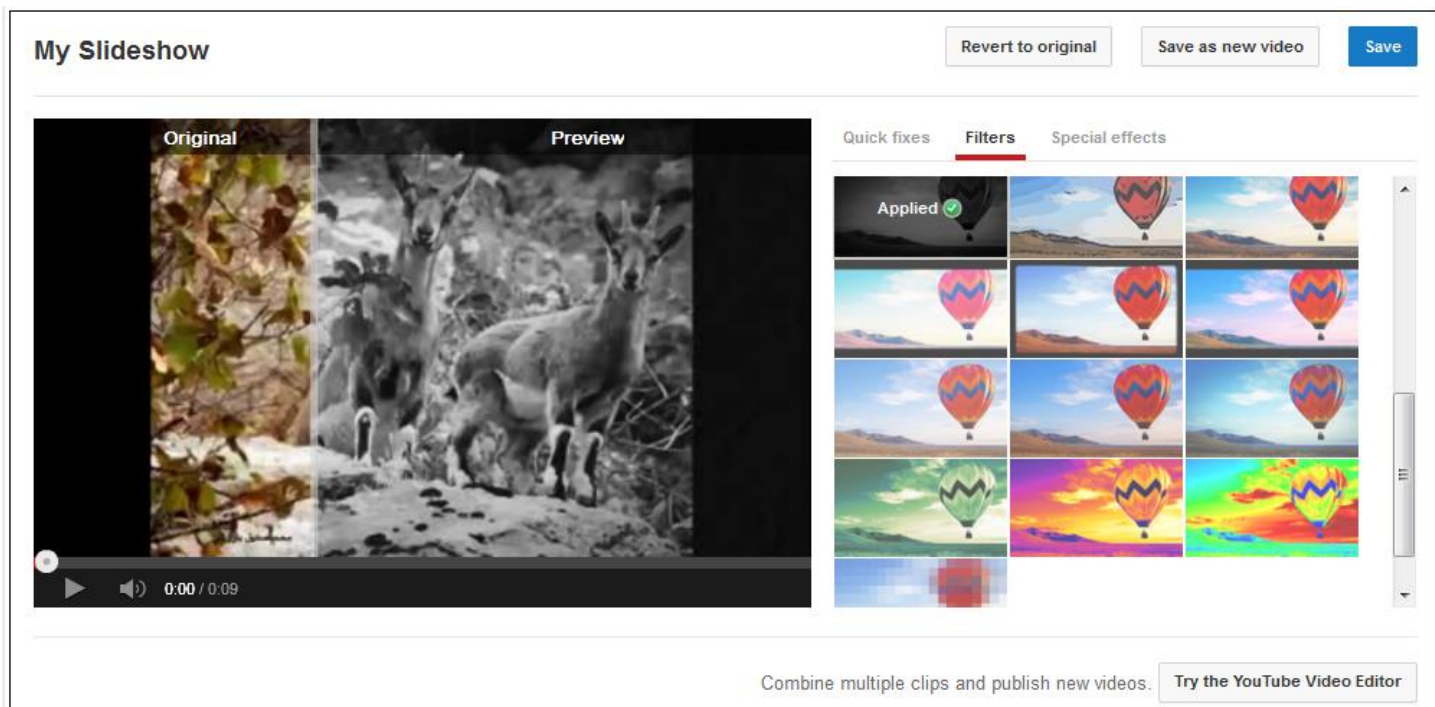 My Slideshow
Revert to original
Save as new video
Save
Original
Preview
Quick fixes
Filters
Special effects
Applied
0:00 / 0:09
Combine multiple clips and publish new videos.
Try the YouTube Video Editor